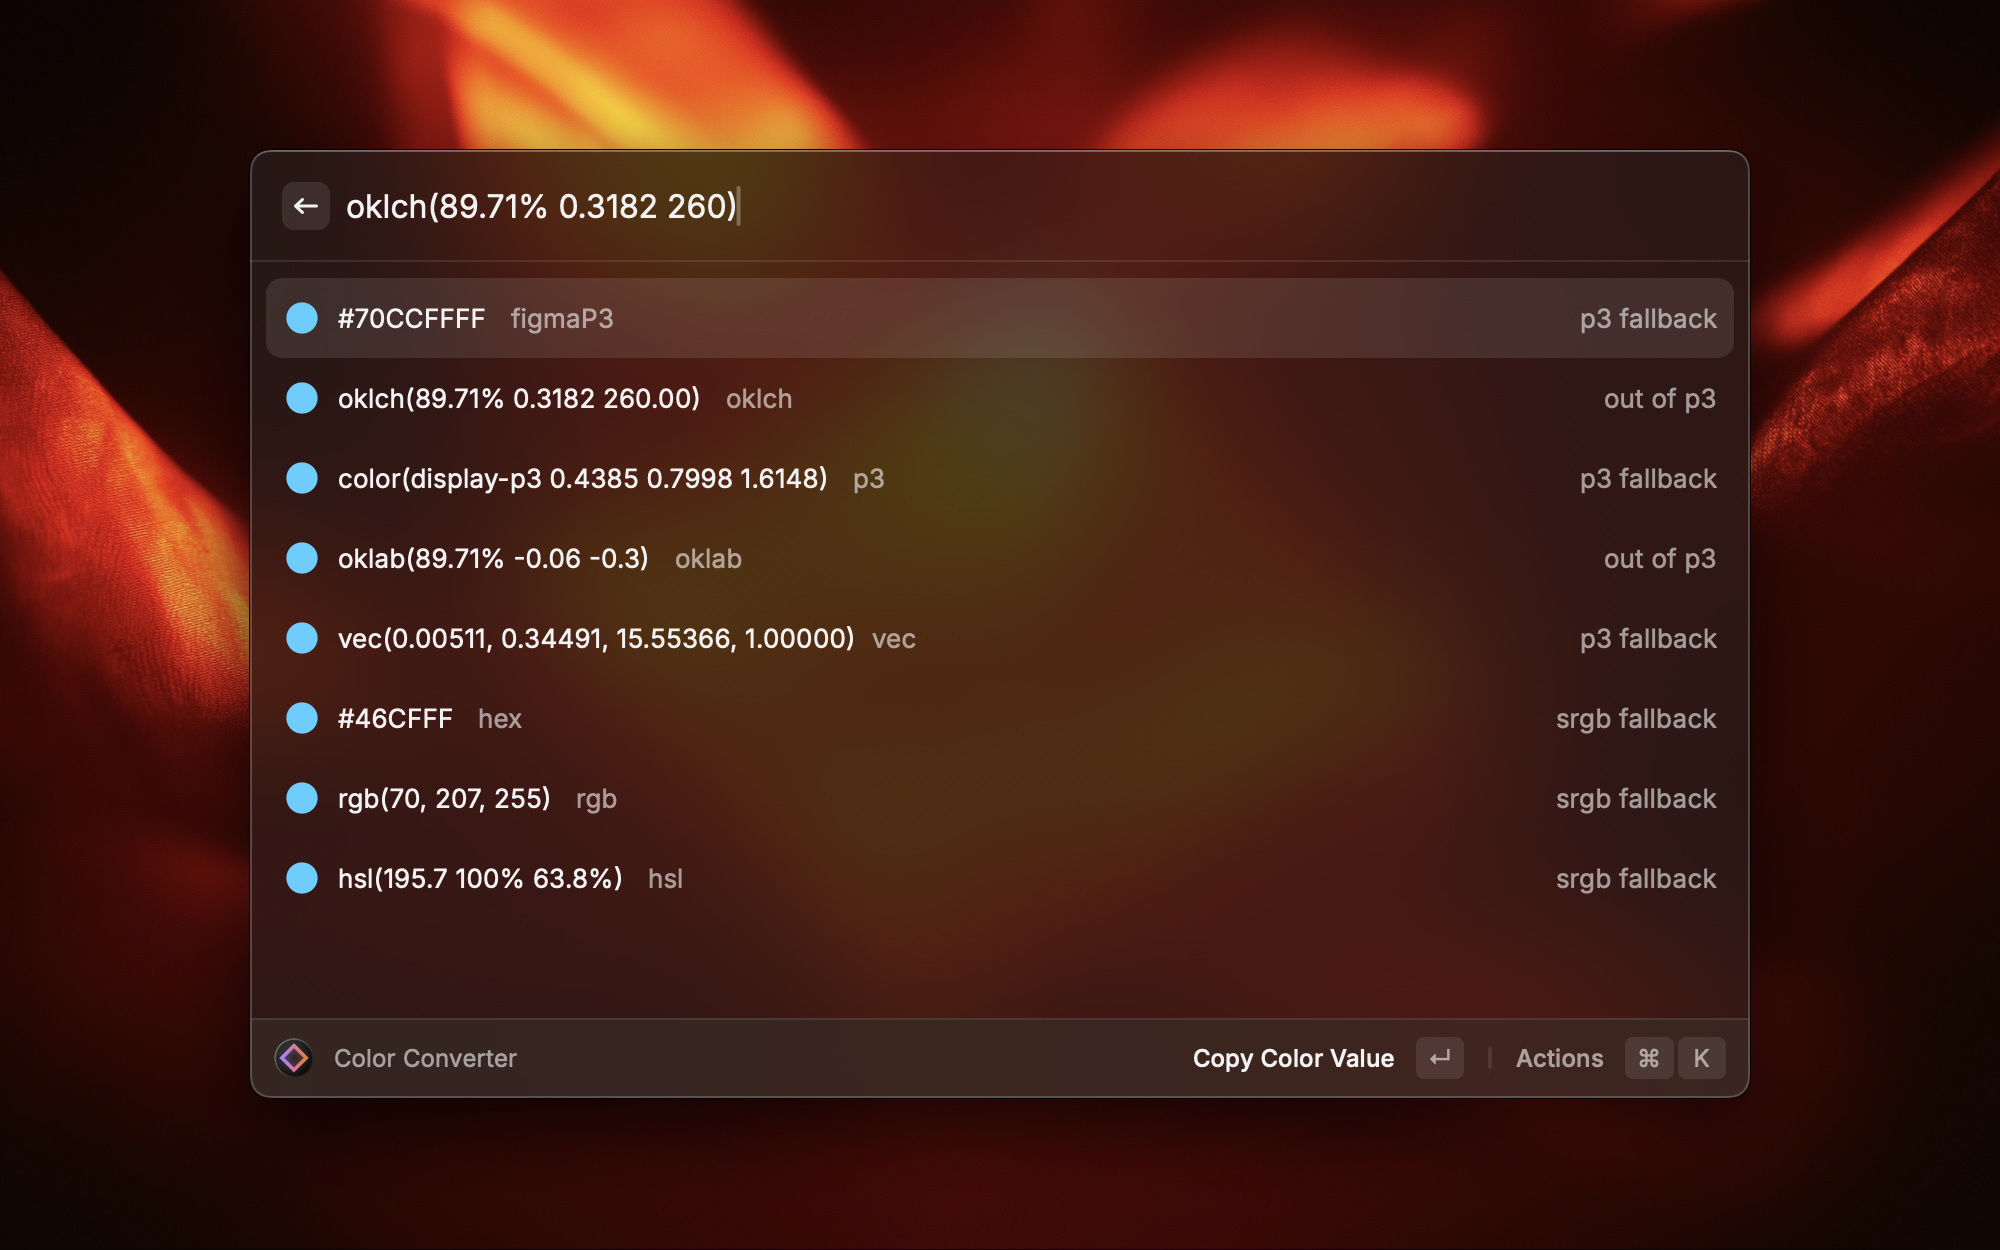 oklch(89.71% 0.3182 260)
#70CCFFFF figmaP3 p3 fallback
oklch(89.71% 0.3182 260.00) oklch out of p3
color(display-p3 0.4385 0.7998 1.6148) p3 p3 fallback
oklab(89.71% -0.06 -0.3) oklab out of p3
vec(0.00511, 0.34491, 15.55366, 1.00000) vec p3 fallback
#46CFFF hex srgb fallback
rgb(70, 207, 255) rgb srgb fallback
hsl(195.7 100% 63.8%) hsl srgb fallback
Color Converter Copy Color Value ↵ Actions ⌘ K